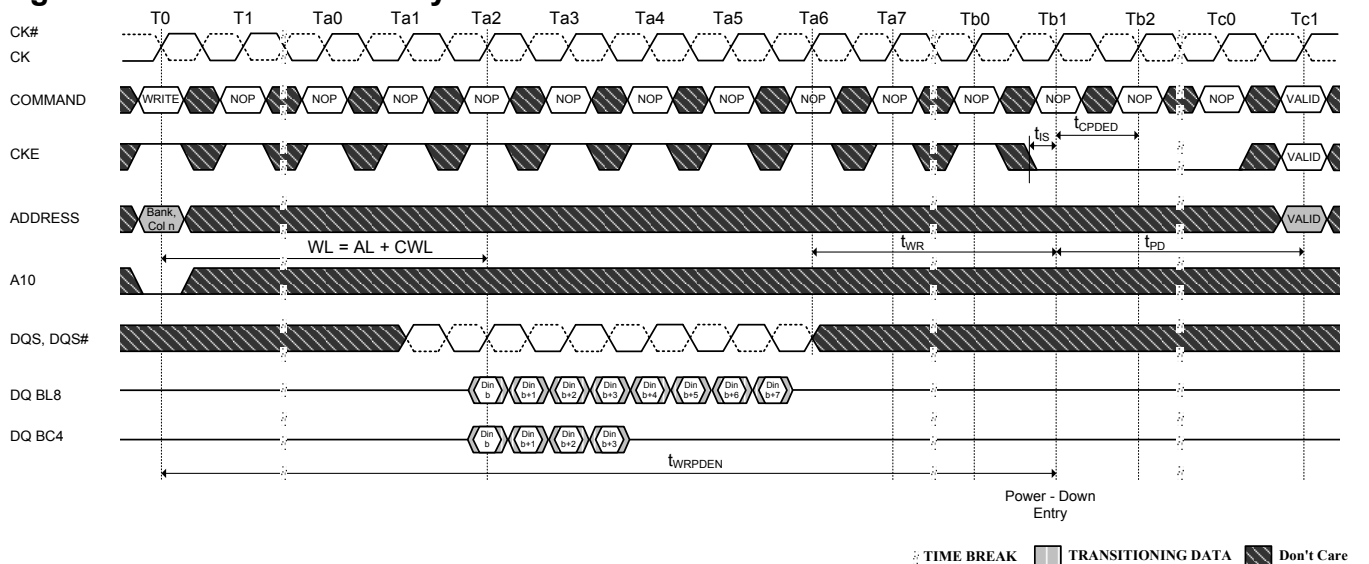 T0 T1 Ta0 Ta1 Ta2 Ta3 Ta4 Ta5 Ta6 Ta7 Tb0 Tb1 Tb2 Tc0 Tc1
CK#
CK
COMMAND WRITE NOP NOP NOP NOP NOP NOP NOP NOP NOP NOP NOP NOP NOP VALID
tIS tCPDED
CKE VALID
ADDRESS Bank, Col n VALID
WL = AL + CWL tWR tPD
A10
DQS, DQS#
DQ BL8 Din b Din b+1 Din b+2 Din b+3 Din b+4 Din b+5 Din b+6 Din b+7
DQ BC4 Din b Din b+1 Din b+2 Din b+3
tWRPDEN
Power - Down
Entry
TIME BREAK TRANSITIONING DATA Don't Care